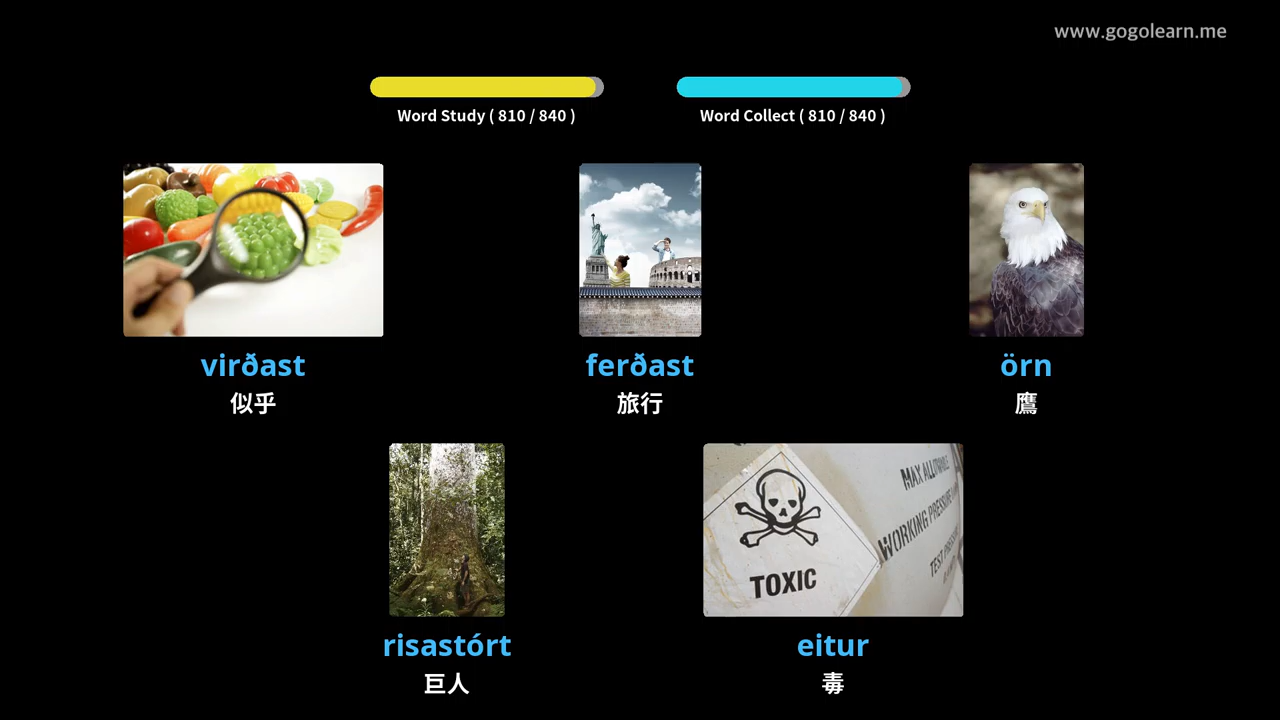 www.gogolearn.me
Word Study ( 810 / 840 )
Word Collect ( 810 / 840 )
virðast
似乎
ferðast
旅行
örn
鷹
MAX ALLOWABLE
WORKING PRESSURE
TOXIC
risastórt
巨人
eitur
毒